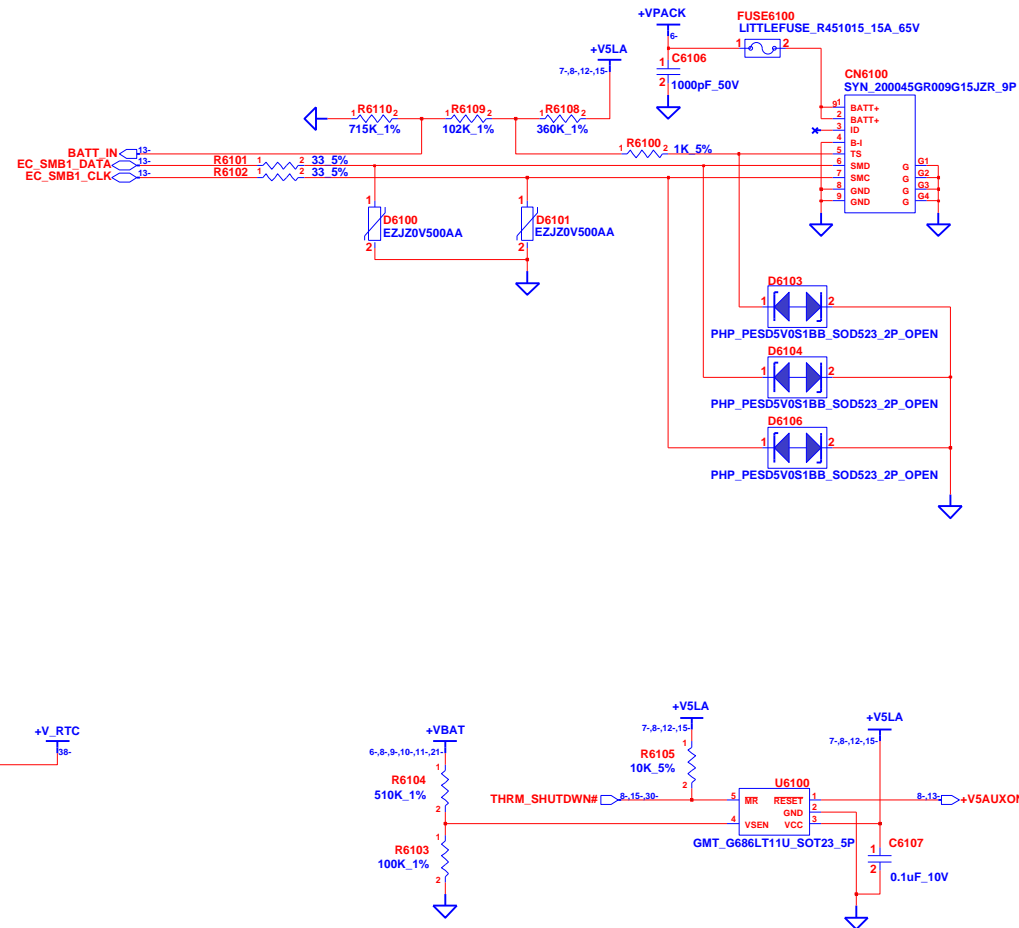 +VPACK
6-
FUSE6100
LITTLEFUSE_R451015_15A_65V
1 2
+V5LA
7-,8-,12-,15-
1 C6106
2 1000pF_50V
CN6100
SYN_200045GR009G15JZR_9P
1 R6110 2 1 R6109 2 1 R6108 2
715K_1% 102K_1% 360K_1%
1 BATT+
2 BATT+
3 ID
4 B-I
5 TS
6 SMD
7 SMC
8 GND
9 GND
G G1
G G2
G G3
G G4
BATT_IN 13-
EC_SMB1_DATA 13-
EC_SMB1_CLK 13-
1 R6100 2 1K_5%
R6101 1 2 33_5%
R6102 1 2 33_5%
1 D6100
EZJZ0V500AA
2
1 D6101
EZJZ0V500AA
2
D6103
1 2
PHP_PESD5V0S1BB_SOD523_2P_OPEN
D6104
1 2
PHP_PESD5V0S1BB_SOD523_2P_OPEN
D6106
1 2
PHP_PESD5V0S1BB_SOD523_2P_OPEN
+V_RTC
38-
+VBAT
6-,8-,9-,10-,11-,21-
1
R6104
510K_1%
2
1
R6103
100K_1%
2
+V5LA
7-,8-,12-,15-
1
R6105
10K_5%
2
+V5LA
7-,8-,12-,15-
THRM_SHUTDWN# 8-,15-,30-
U6100
5 MR RESET 1
GND 2
4 VSEN VCC 3
GMT_G686LT11U_SOT23_5P
8-,13- +V5AUXON
1 C6107
2 0.1uF_10V